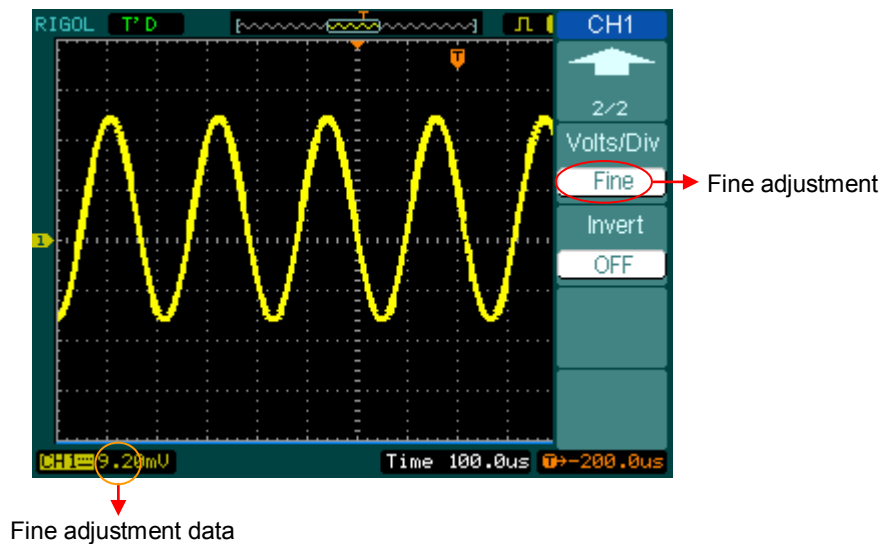 RIGOL T'D T CH1
T
2/2
Volts/Div
Fine
Fine adjustment
Invert
1
OFF
CH1 9.20mV Time 100.0us T→-200.0us
Fine adjustment data